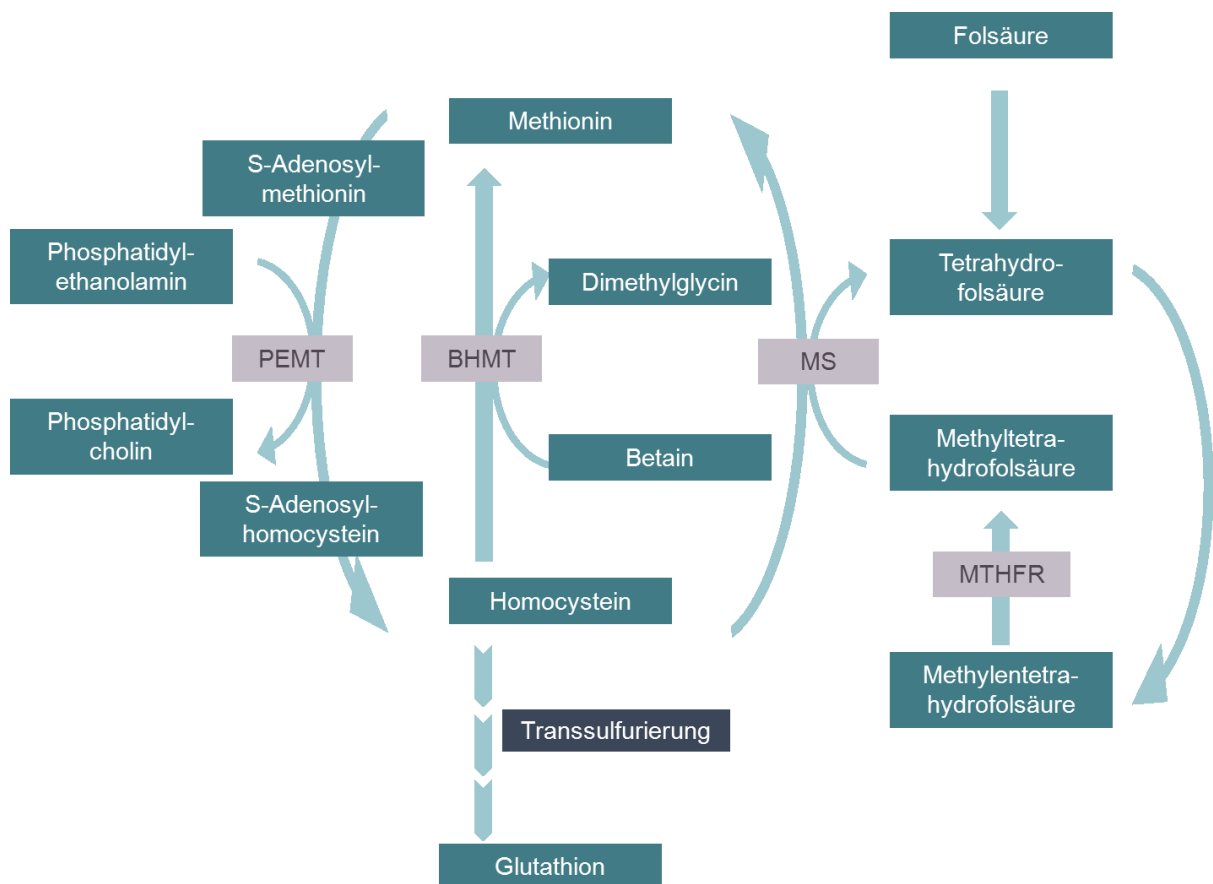 Folsäure
Methionin
S-Adenosyl-
methionin
Phosphatidyl-
ethanolamin
Dimethylglycin
Tetrahydro-
folsäure
PEMT
BHMT
MS
Phosphatidyl-
cholin
Betain
Methyltetra-
hydrofolsäure
S-Adenosyl-
homocystein
MTHFR
Homocystein
Methylentetra-
hydrofolsäure
Transsulfurierung
Glutathion